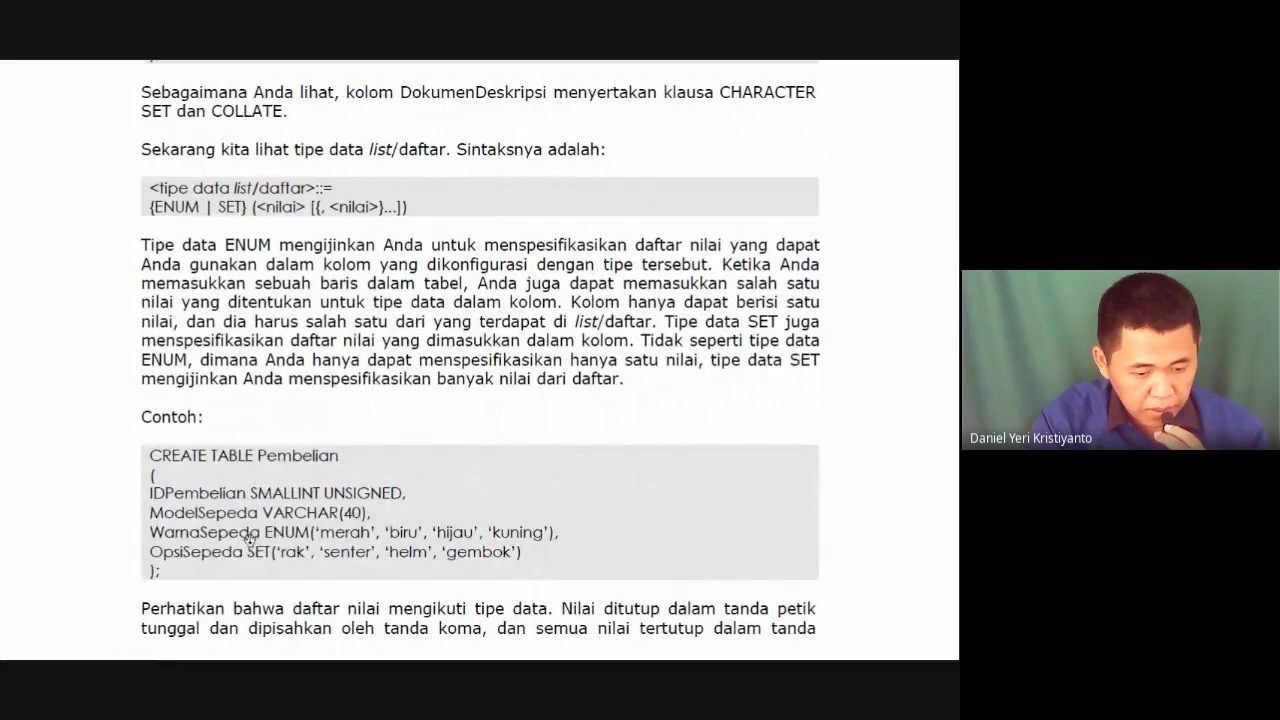 Sebagaimana Anda lihat, kolom DokumenDeskripsi menyertakan klausa CHARACTER
SET dan COLLATE.
Sekarang kita lihat tipe data list/daftar. Sintaksnya adalah:
<tipe data list/daftar>::=
{ENUM | SET} (<nilai> [{, <nilai>}...])
Tipe data ENUM mengijinkan Anda untuk menspesifikasikan daftar nilai yang dapat
Anda gunakan dalam kolom yang dikonfigurasi dengan tipe tersebut. Ketika Anda
memasukkan sebuah baris dalam tabel, Anda juga dapat memasukkan salah satu
nilai yang ditentukan untuk tipe data dalam kolom. Kolom hanya dapat berisi satu
nilai, dan dia harus salah satu dari yang terdapat di list/daftar. Tipe data SET juga
menspesifikasikan daftar nilai yang dimasukkan dalam kolom. Tidak seperti tipe data
ENUM, dimana Anda hanya dapat menspesifikasikan hanya satu nilai, tipe data SET
mengijinkan Anda menspesifikasikan banyak nilai dari daftar.
Contoh:
CREATE TABLE Pembelian
(
IDPembelian SMALLINT UNSIGNED,
ModelSepeda VARCHAR(40),
WarnaSepeda ENUM(‘merah’, ‘biru’, ‘hijau’, ‘kuning’),
OpsiSepeda SET(‘rak’, ‘senter’, ‘helm’, ‘gembok’)
);
Perhatikan bahwa daftar nilai mengikuti tipe data. Nilai ditutup dalam tanda petik
tunggal dan dipisahkan oleh tanda koma, dan semua nilai tertutup dalam tanda
Daniel Yeri Kristiyanto